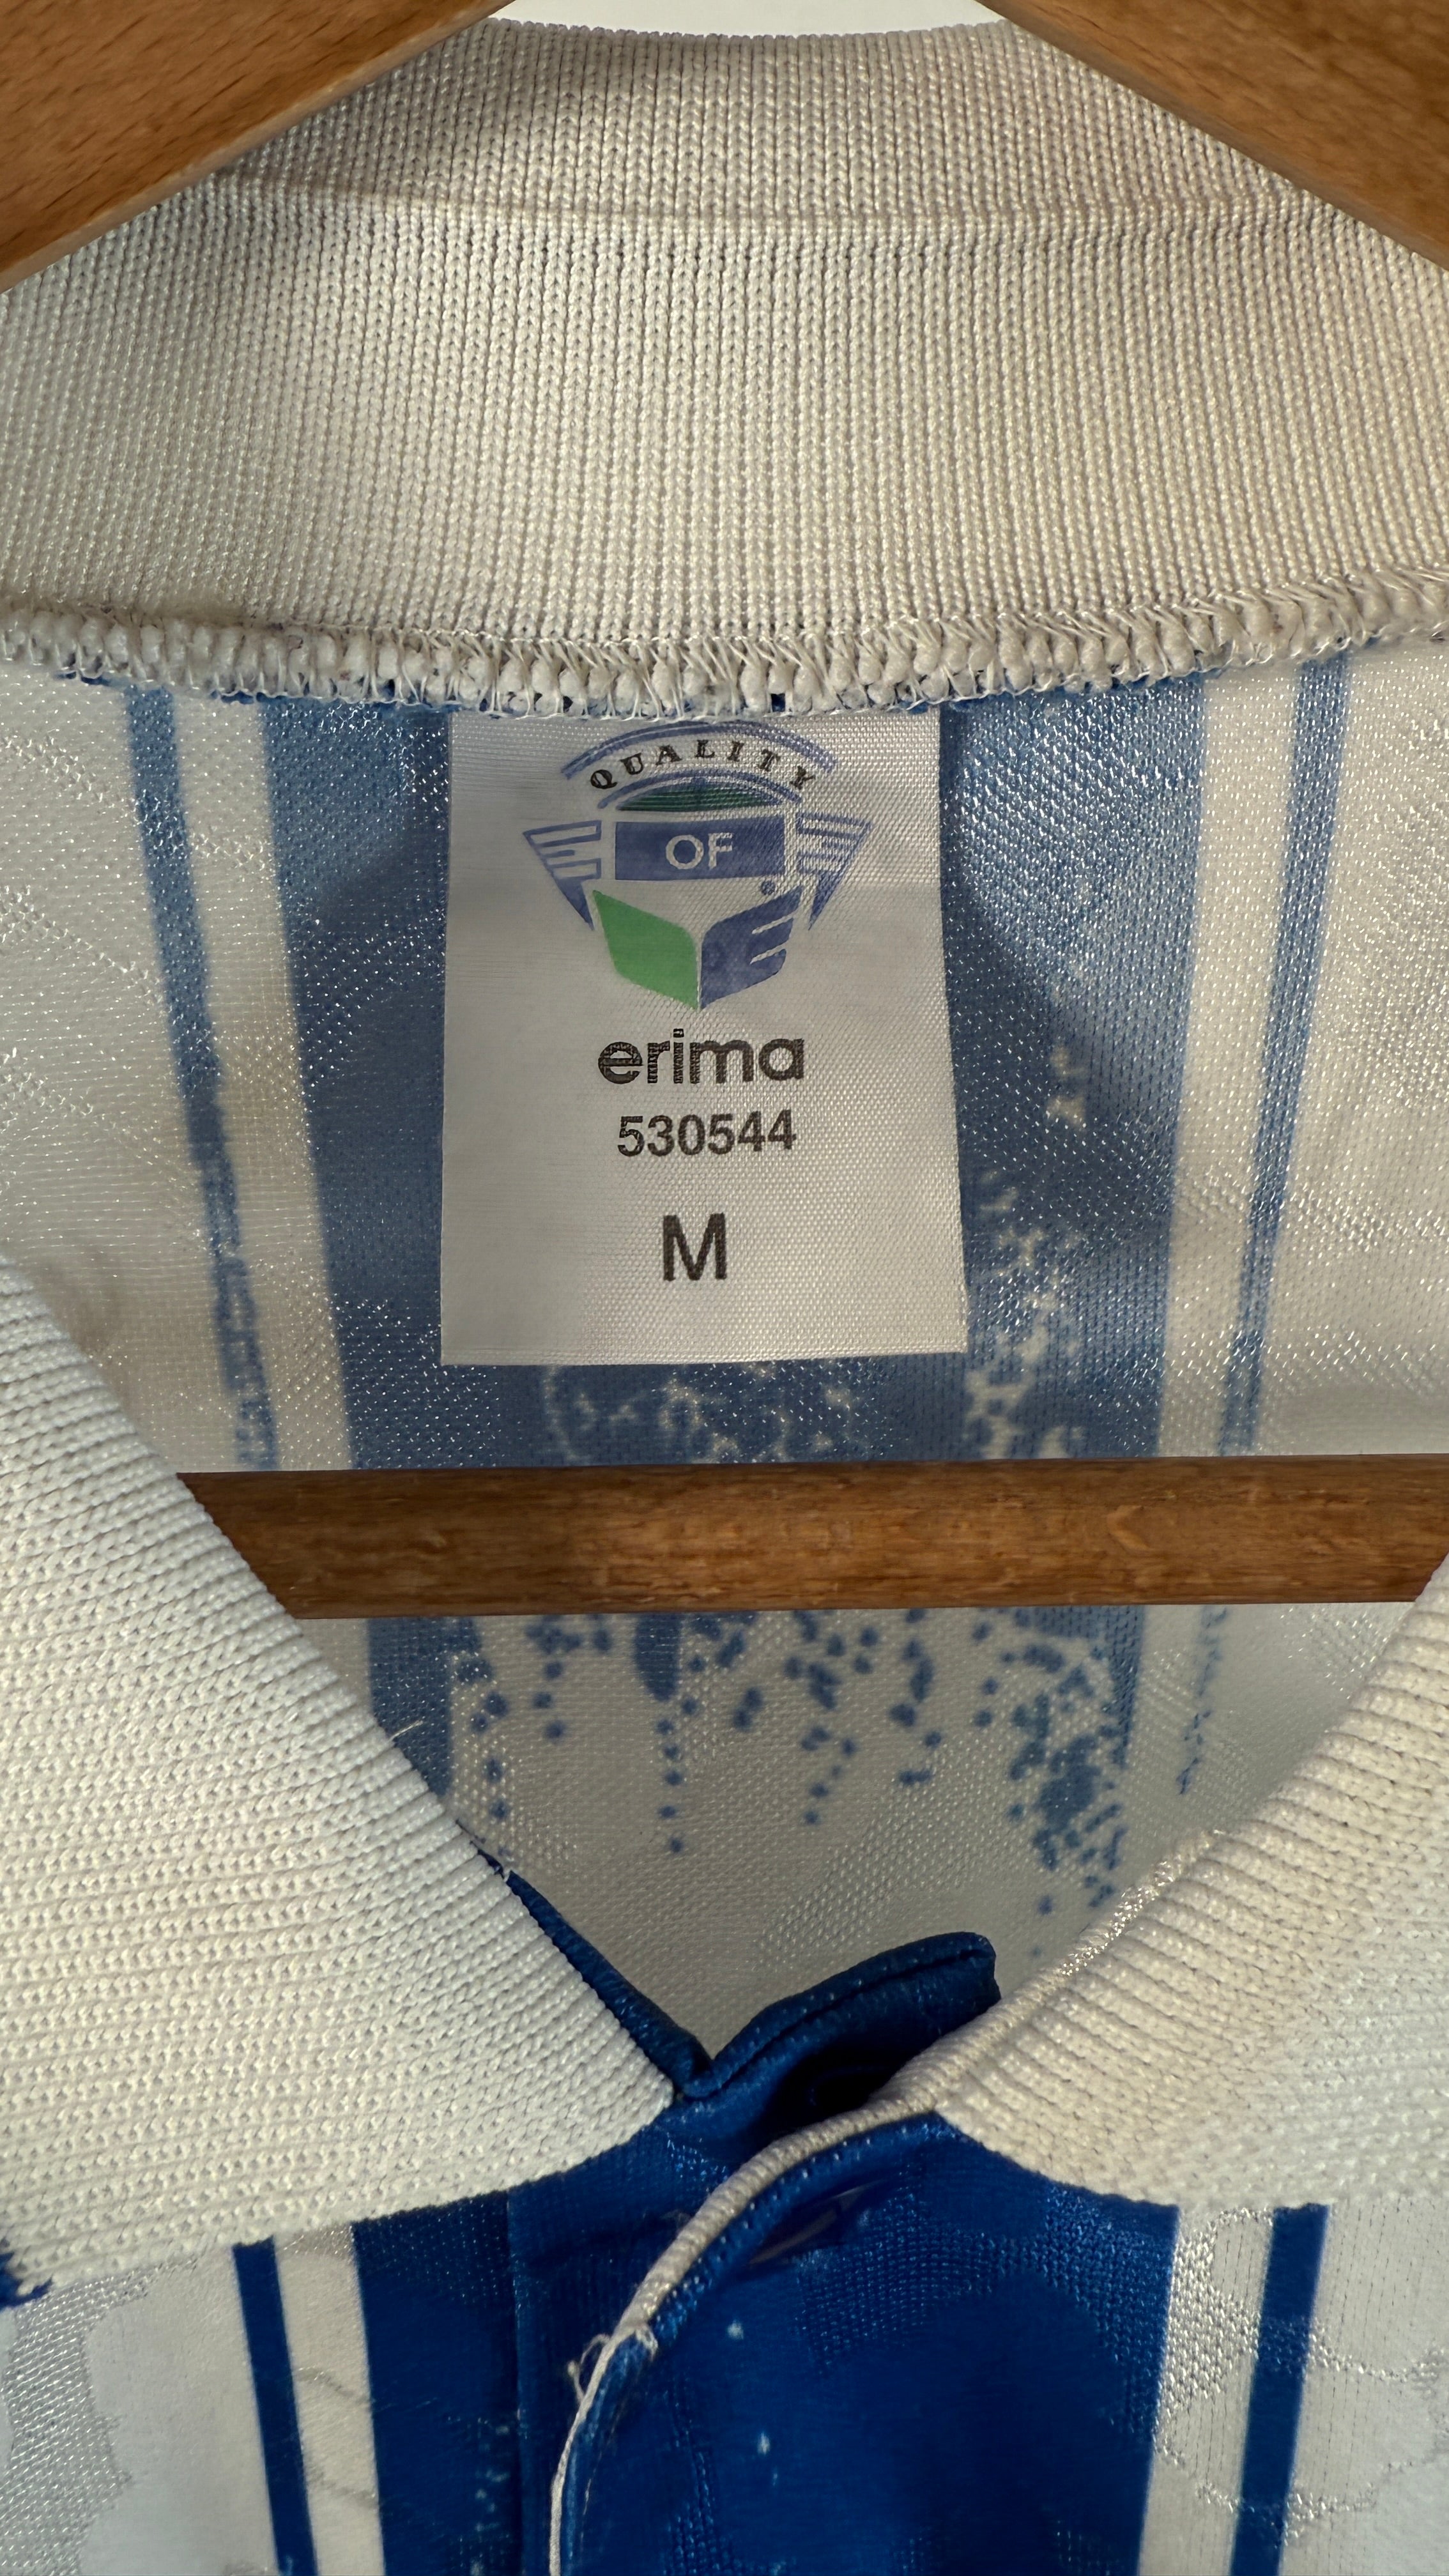 QUALITY
OF
erima
530544
M